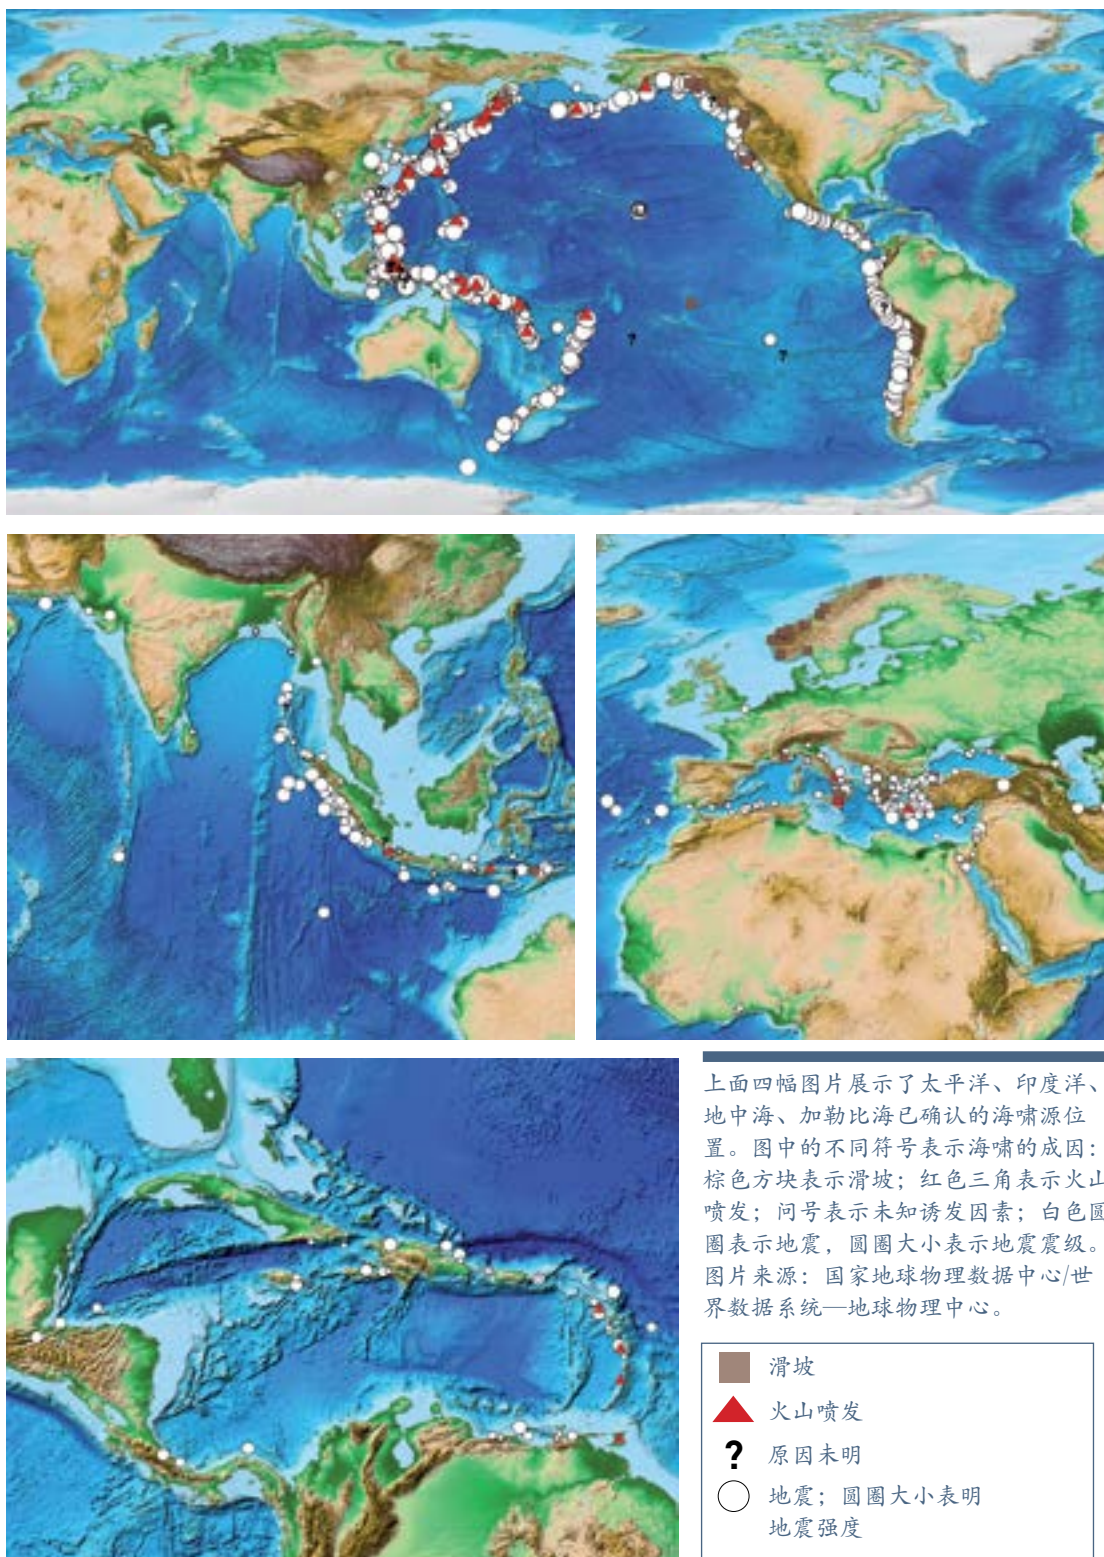 上面四幅图片展示了太平洋、印度洋、
地中海、加勒比海已确认的海啸源位
置。图中的不同符号表示海啸的成因：
棕色方块表示滑坡；红色三角表示火山
喷发；问号表示未知诱发因素；白色圆
圈表示地震，圆圈大小表示地震震级。
图片来源：国家地球物理数据中心/世
界数据系统—地球物理中心。
滑坡
火山喷发
? 原因未明
地震；圆圈大小表明
地震强度